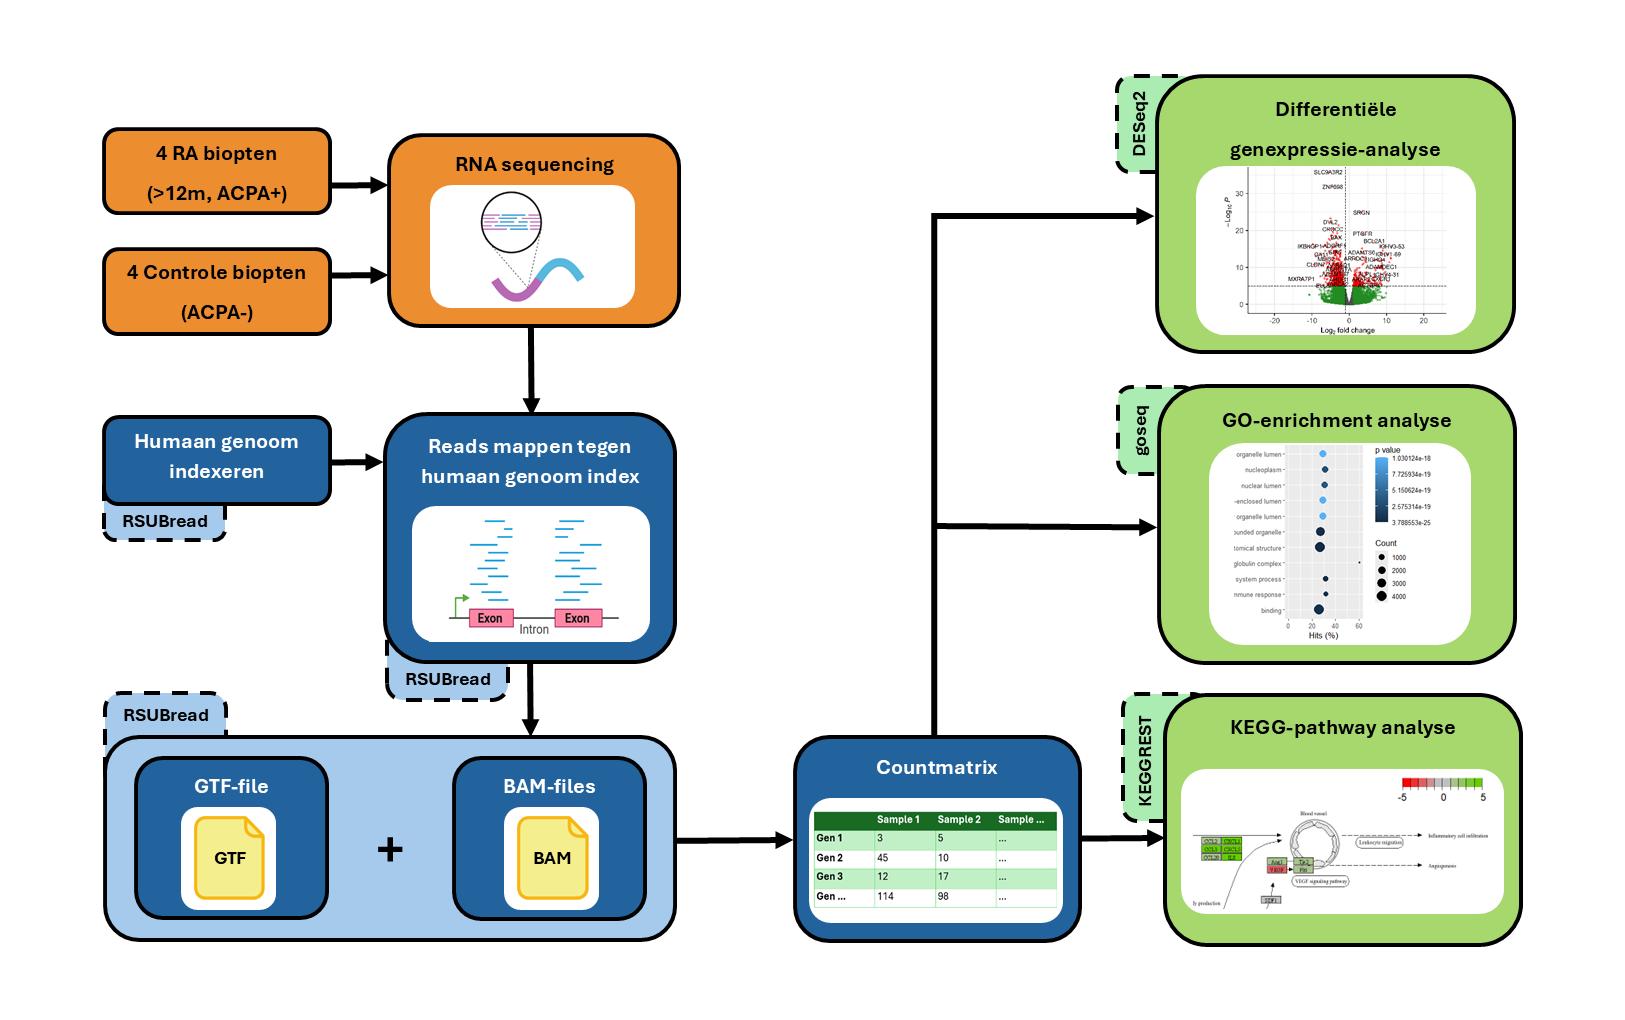 4 RA biopten
(>12m, ACPA+)
4 Controle biopten
(ACPA-)
RNA sequencing
Humaan genoom
indexeren
RSUBread
Reads mappen tegen
humaan genoom index
Exon
Exon
Intron
RSUBread
RSUBread
GTF-file
GTF
+
BAM-files
BAM
Countmatrix
Sample 1 Sample 2 Sample ...
Gen 1 3 5 ...
Gen 2 45 10 ...
Gen 3 12 17 ...
Gen ... 114 98 ...
DESeq2
Differentiële
genexpressie-analyse
SLC9A3R2
ZNF698
SRGN
PTGFR
BCL2A1
MXRA7P1
- Log10 P
30
20
10
0
-20 -10 0 10 20
Log2 fold change
goseq
GO-enrichment analyse
organelle lumen
nucleoplasm
nuclear lumen
-enclosed lumen
organelle lumen
ounded organelle
tomical structure
globulin complex
system process
nmune response
binding
0 20 40 60
Hits (%)
p value
1.030124e-18
7.725934e-19
5.150624e-19
2.575314e-19
3.788553e-25
Count
1000
2000
3000
4000
KEGGREST
KEGG-pathway analyse
-5 0 5
Blood vessel
Inflammatory cell infiltration
Leukocyte migration
Angiogenesis
VEGF signaling pathway
ly production